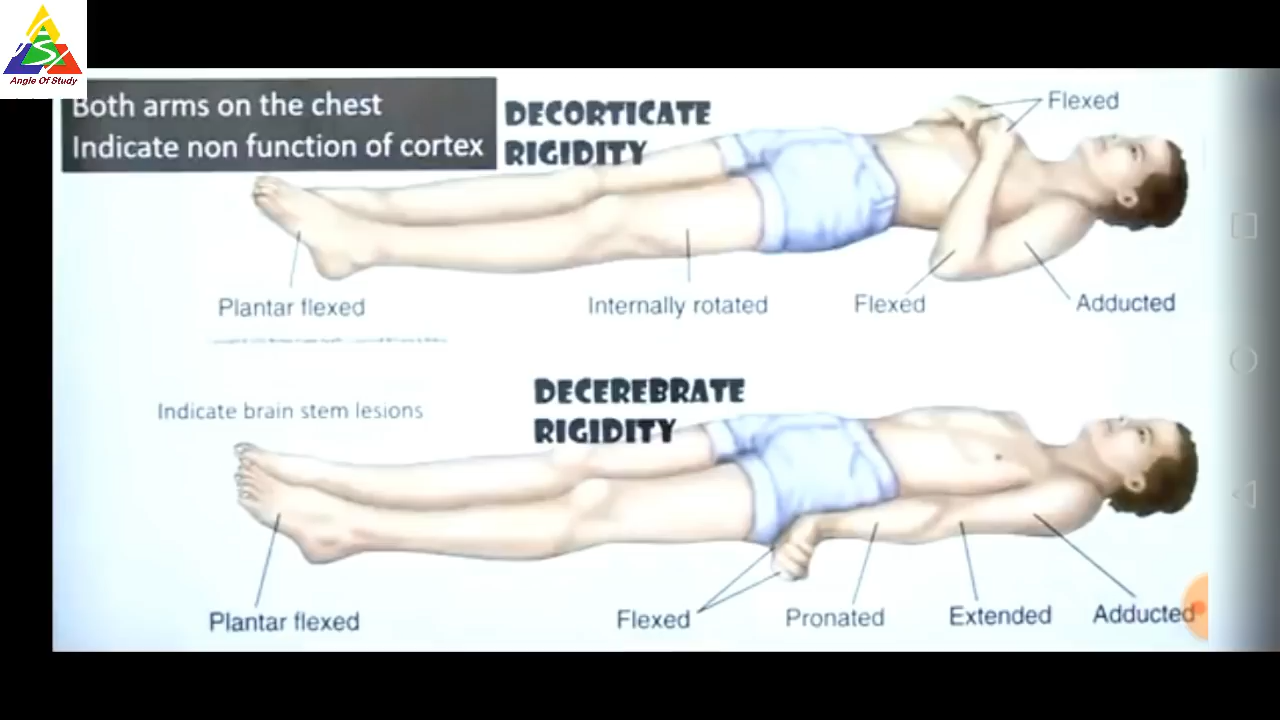 Angle Of Study
Both arms on the chest
Indicate non function of cortex
DECORTICATE
RIGIDITY
Flexed
Plantar flexed
Internally rotated
Flexed
Adducted
Indicate brain stem lesions
DECEREBRATE
RIGIDITY
Plantar flexed
Flexed
Pronated
Extended
Adducted